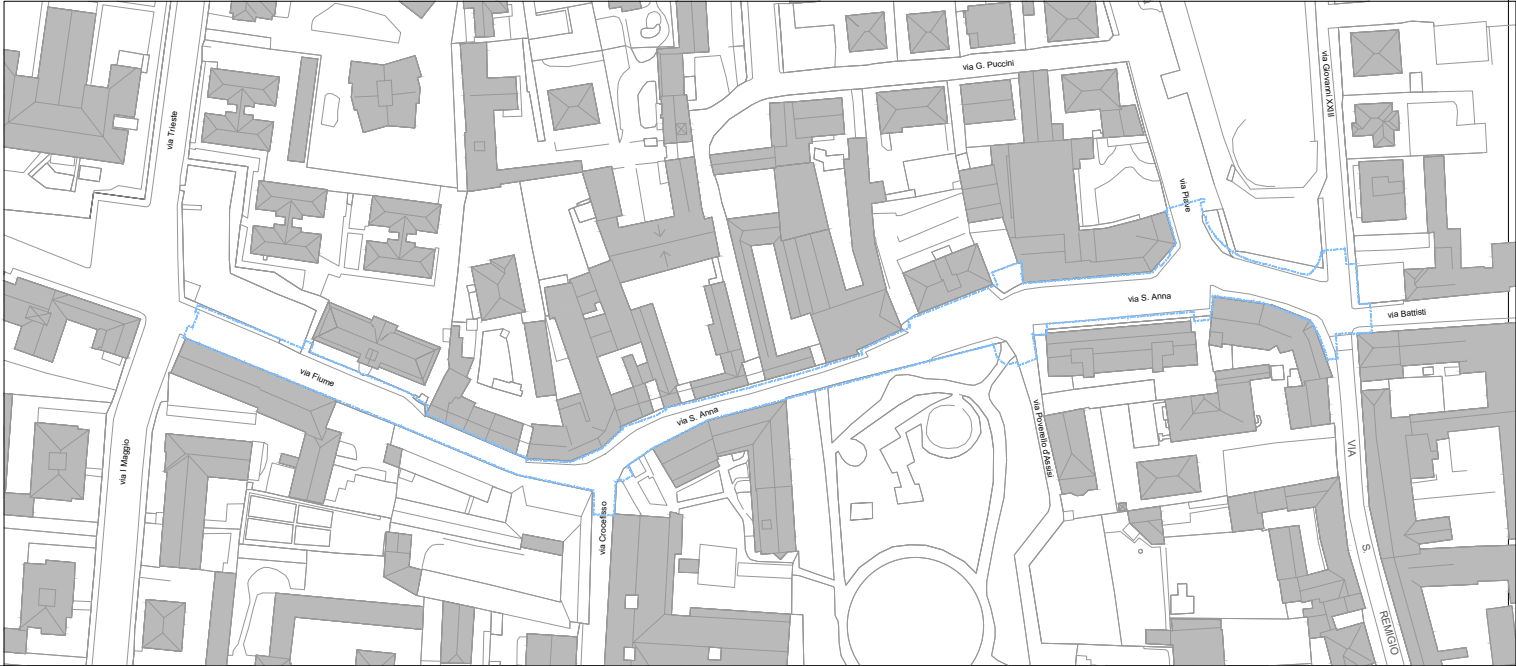 via G. Puccini
via Giovanni XXIII
via Trieste
via Piave
via S. Anna
via Battisti
via Fiume
via S. Anna
via Poverello d'Assisi
via I Maggio
via Crocefisso
VIA S. REMIGIO